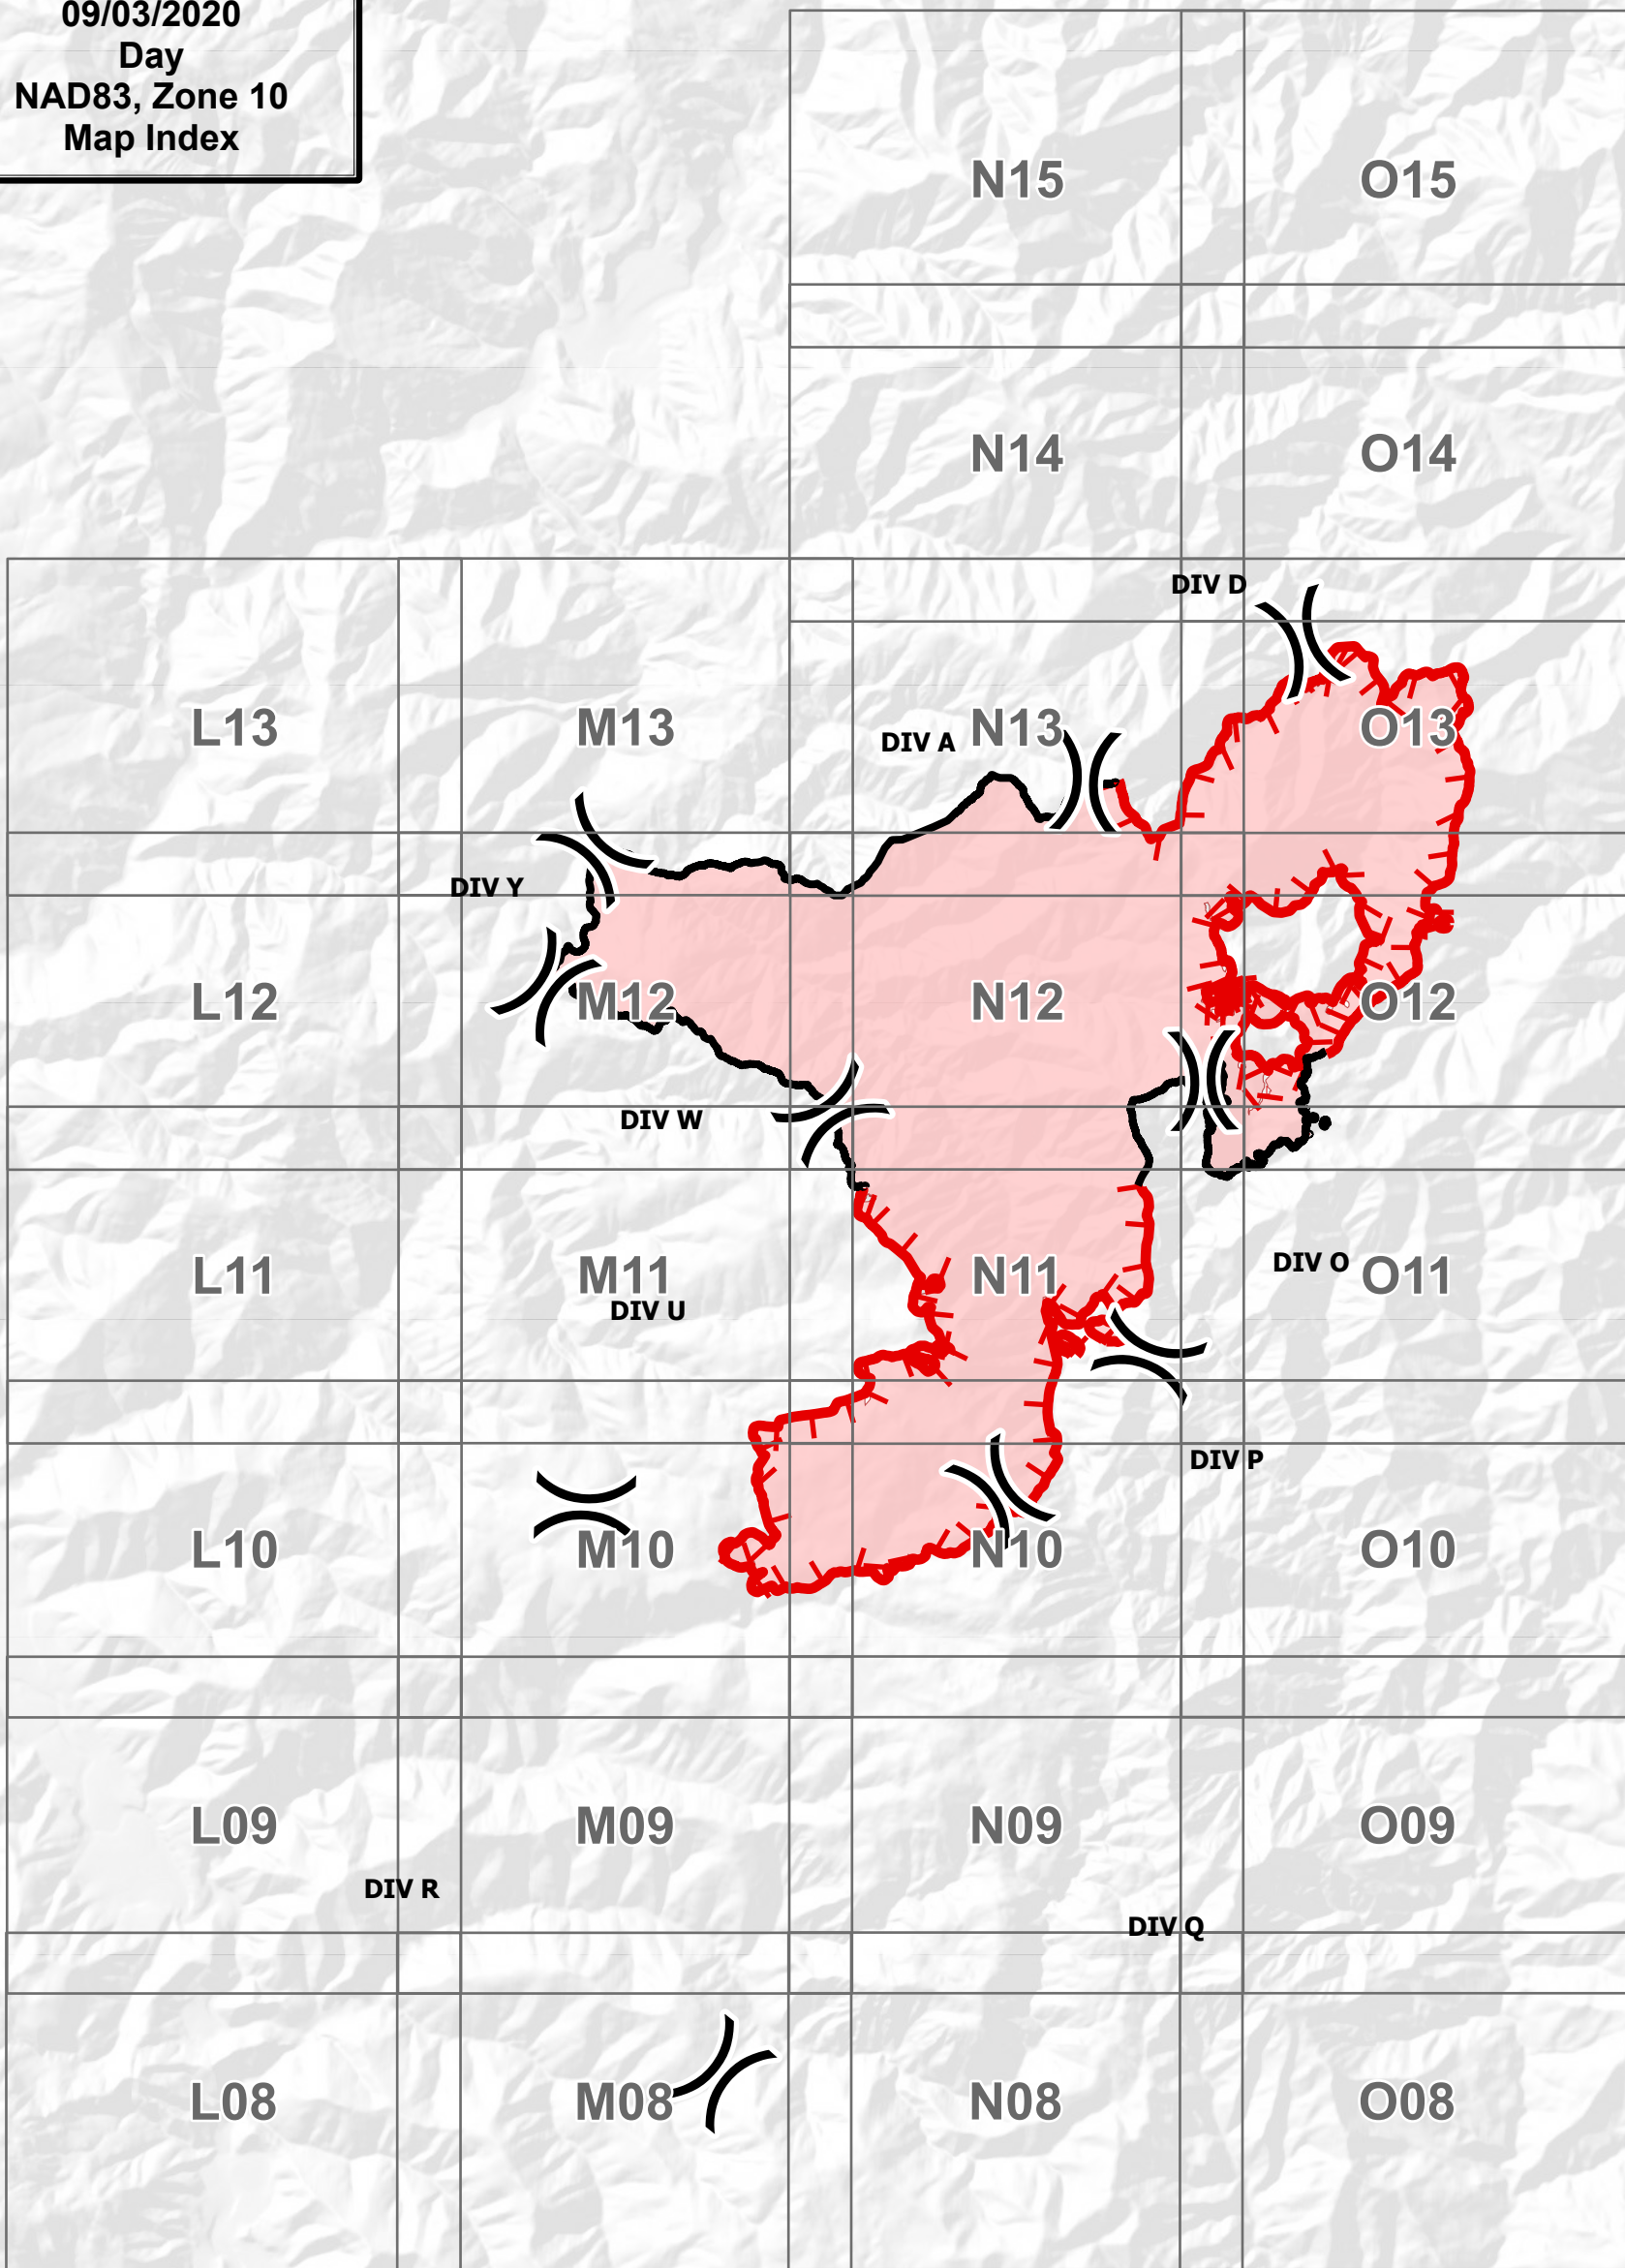 09/03/2020
Day
NAD83, Zone 10
Map Index
N15
O15
N14
O14
DIV D
L13
M13
DIV A
N13
O13
DIV Y
L12
M12
N12
O12
DIV W
L11
M11
N11
DIV O
O11
DIV U
DIV P
L10
M10
N10
O10
L09
M09
N09
O09
DIV R
DIV Q
L08
M08
N08
O08